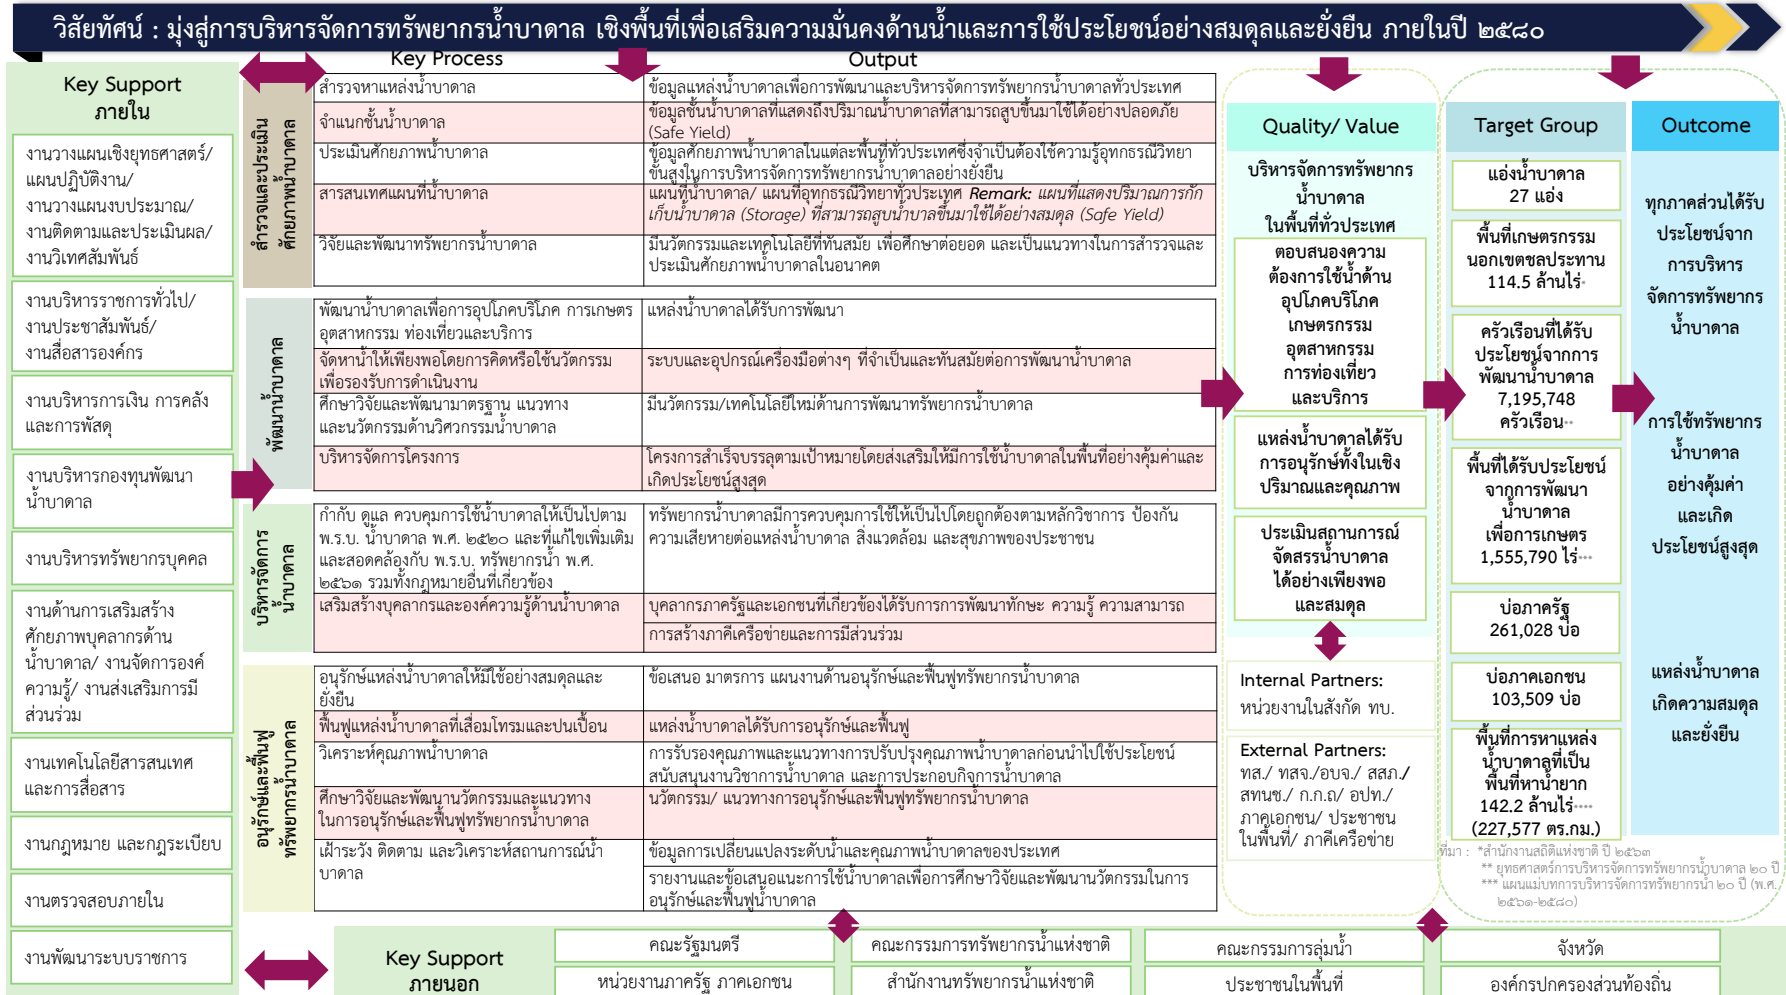 วิสัยทัศน์ : มุ่งสู่การบริหารจัดการทรัพยากรน้ำบาดาล เชิงพื้นที่เพื่อเสริมความมั่นคงด้านน้ำและการใช้ประโยชน์อย่างสมดุลและยั่งยืน ภายในปี ๒๕๘๐
Key Support
ภายใน
งานวางแผนเชิงยุทธศาสตร์/
แผนปฏิบัติงาน/
งานวางแผนงบประมาณ/
งานติดตามและประเมินผล/
งานวิเทศสัมพันธ์
งานบริหารราชการทั่วไป/
งานประชาสัมพันธ์/
งานสื่อสารองค์กร
งานบริหารการเงิน การคลัง
และการพัสดุ
งานบริหารกองทุนพัฒนา
น้ำบาดาล
งานบริหารทรัพยากรบุคคล
งานด้านการเสริมสร้าง
ศักยภาพบุคลากรด้าน
น้ำบาดาล/ งานจัดการองค์
ความรู้/ งานส่งเสริมการมี
ส่วนร่วม
งานเทคโนโลยีสารสนเทศ
และการสื่อสาร
งานกฎหมาย และกฎระเบียบ
งานตรวจสอบภายใน
งานพัฒนาระบบราชการ
Key Process
Output
สำรวจและประเมิน
ศักยภาพน้ำบาดาล
สำรวจหาแหล่งน้ำบาดาล
ข้อมูลแหล่งน้ำบาดาลเพื่อการพัฒนาและบริหารจัดการทรัพยากรน้ำบาดาลทั่วประเทศ
จำแนกชั้นน้ำบาดาล
ข้อมูลชั้นน้ำบาดาลที่แสดงถึงปริมาณน้ำบาดาลที่สามารถสูบขึ้นมาใช้ได้อย่างปลอดภัย
(Safe Yield)
ประเมินศักยภาพน้ำบาดาล
ข้อมูลศักยภาพน้ำบาดาลในแต่ละพื้นที่ทั่วประเทศซึ่งจำเป็นต้องใช้ความรู้อุทกธรณีวิทยา
ขั้นสูงในการบริหารจัดการทรัพยากรน้ำบาดาลอย่างยั่งยืน
สารสนเทศแผนที่น้ำบาดาล
แผนที่น้ำบาดาล/ แผนที่อุทกธรณีวิทยาทั่วประเทศ Remark: แผนที่แสดงปริมาณการกัก
เก็บน้ำบาดาล (Storage) ที่สามารถสูบน้ำบาลขึ้นมาใช้ได้อย่างสมดุล (Safe Yield)
วิจัยและพัฒนาทรัพยากรน้ำบาดาล
มีนวัตกรรมและเทคโนโลยีที่ทันสมัย เพื่อศึกษาต่อยอด และเป็นแนวทางในการสำรวจและ
ประเมินศักยภาพน้ำบาดาลในอนาคต
พัฒนาน้ำบาดาล
พัฒนาน้ำบาดาลเพื่อการอุปโภคบริโภค การเกษตร
อุตสาหกรรม ท่องเที่ยวและบริการ
แหล่งน้ำบาดาลได้รับการพัฒนา
จัดหาน้ำให้เพียงพอโดยการคิดหรือใช้นวัตกรรม
เพื่อรองรับการดำเนินงาน
ระบบและอุปกรณ์เครื่องมือต่างๆ ที่จำเป็นและทันสมัยต่อการพัฒนาน้ำบาดาล
ศึกษาวิจัยและพัฒนามาตรฐาน แนวทาง
และนวัตกรรมด้านวิศวกรรมน้ำบาดาล
มีนวัตกรรม/เทคโนโลยีใหม่ด้านการพัฒนาทรัพยากรน้ำบาดาล
บริหารจัดการโครงการ
โครงการสำเร็จบรรลุตามเป้าหมายโดยส่งเสริมให้มีการใช้น้ำบาดาลในพื้นที่อย่างคุ้มค่าและ
เกิดประโยชน์สูงสุด
บริหารจัดการ
น้ำบาดาล
กำกับ ดูแล ควบคุมการใช้น้ำบาดาลให้เป็นไปตาม
พ.ร.บ. น้ำบาดาล พ.ศ. ๒๕๒๐ และที่แก้ไขเพิ่มเติม
และสอดคล้องกับ พ.ร.บ. ทรัพยากรน้ำ พ.ศ.
๒๕๖๑ รวมทั้งกฎหมายอื่นที่เกี่ยวข้อง
ทรัพยากรน้ำบาดาลมีการควบคุมการใช้ให้เป็นไปโดยถูกต้องตามหลักวิชาการ ป้องกัน
ความเสียหายต่อแหล่งน้ำบาดาล สิ่งแวดล้อม และสุขภาพของประชาชน
เสริมสร้างบุคลากรและองค์ความรู้ด้านน้ำบาดาล
บุคลากรภาครัฐและเอกชนที่เกี่ยวข้องได้รับการการพัฒนาทักษะ ความรู้ ความสามารถ
การสร้างภาคีเครือข่ายและการมีส่วนร่วม
อนุรักษ์และฟื้นฟู
ทรัพยากรน้ำบาดาล
อนุรักษ์แหล่งน้ำบาดาลให้มีใช้อย่างสมดุลและ
ยั่งยืน
ข้อเสนอ มาตรการ แผนงานด้านอนุรักษ์และฟื้นฟูทรัพยากรน้ำบาดาล
ฟื้นฟูแหล่งน้ำบาดาลที่เสื่อมโทรมและปนเปื้อน
แหล่งน้ำบาดาลได้รับการอนุรักษ์และฟื้นฟู
วิเคราะห์คุณภาพน้ำบาดาล
การรับรองคุณภาพและแนวทางการปรับปรุงคุณภาพน้ำบาดาลก่อนนำไปใช้ประโยชน์
สนับสนุนงานวิชาการน้ำบาดาล และการประกอบกิจการน้ำบาดาล
ศึกษาวิจัยและพัฒนานวัตกรรมและแนวทาง
ในการอนุรักษ์และฟื้นฟูทรัพยากรน้ำบาดาล
นวัตกรรม/ แนวทางการอนุรักษ์และฟื้นฟูทรัพยากรน้ำบาดาล
เฝ้าระวัง ติดตาม และวิเคราะห์สถานการณ์น้ำ
บาดาล
ข้อมูลการเปลี่ยนแปลงระดับน้ำและคุณภาพน้ำบาดาลของประเทศ
รายงานและข้อเสนอแนะการใช้น้ำบาดาลเพื่อการศึกษาวิจัยและพัฒนานวัตกรรมในการ
อนุรักษ์และฟื้นฟูน้ำบาดาล
Quality/ Value
บริหารจัดการทรัพยากร
น้ำบาดาล
ในพื้นที่ทั่วประเทศ
ตอบสนองความ
ต้องการใช้น้ำด้าน
อุปโภคบริโภค
เกษตรกรรม
อุตสาหกรรม
การท่องเที่ยว
และบริการ
แหล่งน้ำบาดาลได้รับ
การอนุรักษ์ทั้งในเชิง
ปริมาณและคุณภาพ
ประเมินสถานการณ์
จัดสรรน้ำบาดาล
ได้อย่างเพียงพอ
และสมดุล
Internal Partners:
หน่วยงานในสังกัด ทบ.
External Partners:
ทส./ ทสจ./อบจ./ สสภ./
สทนช./ ก.ก.ถ/ อปท./
ภาคเอกชน/ ประชาชน
ในพื้นที่/ ภาคีเครือข่าย
Target Group
แอ่งน้ำบาดาล
27 แอ่ง
พื้นที่เกษตรกรรม
นอกเขตชลประทาน
114.5 ล้านไร่*
ครัวเรือนที่ได้รับ
ประโยชน์จากการ
พัฒนาน้ำบาดาล
7,195,748
ครัวเรือน**
พื้นที่ได้รับประโยชน์
จากการพัฒนา
น้ำบาดาล
เพื่อการเกษตร
1,555,790 ไร่***
บ่อภาครัฐ
261,028 บ่อ
บ่อภาคเอกชน
103,509 บ่อ
พื้นที่การหาแหล่ง
น้ำบาดาลที่เป็น
พื้นที่หาน้ำยาก
142.2 ล้านไร่****
(227,577 ตร.กม.)
Outcome
ทุกภาคส่วนได้รับ
ประโยชน์จาก
การบริหาร
จัดการทรัพยากร
น้ำบาดาล
การใช้ทรัพยากร
น้ำบาดาล
อย่างคุ้มค่า
และเกิด
ประโยชน์สูงสุด
แหล่งน้ำบาดาล
เกิดความสมดุล
และยั่งยืน
ที่มา : *สำนักงานสถิติแห่งชาติ ปี ๒๕๖๓
** ยุทธศาสตร์การบริหารจัดการทรัพยากรน้ำบาดาล ๒๐ ปี
*** แผนแม่บทการบริหารจัดการทรัพยากรน้ำ ๒๐ ปี (พ.ศ.
๒๕๖๑-๒๕๘๐)
Key Support
ภายนอก
คณะรัฐมนตรี
คณะกรรมการทรัพยากรน้ำแห่งชาติ
คณะกรรมการลุ่มน้ำ
จังหวัด
หน่วยงานภาครัฐ ภาคเอกชน
สำนักงานทรัพยากรน้ำแห่งชาติ
ประชาชนในพื้นที่
องค์กรปกครองส่วนท้องถิ่น